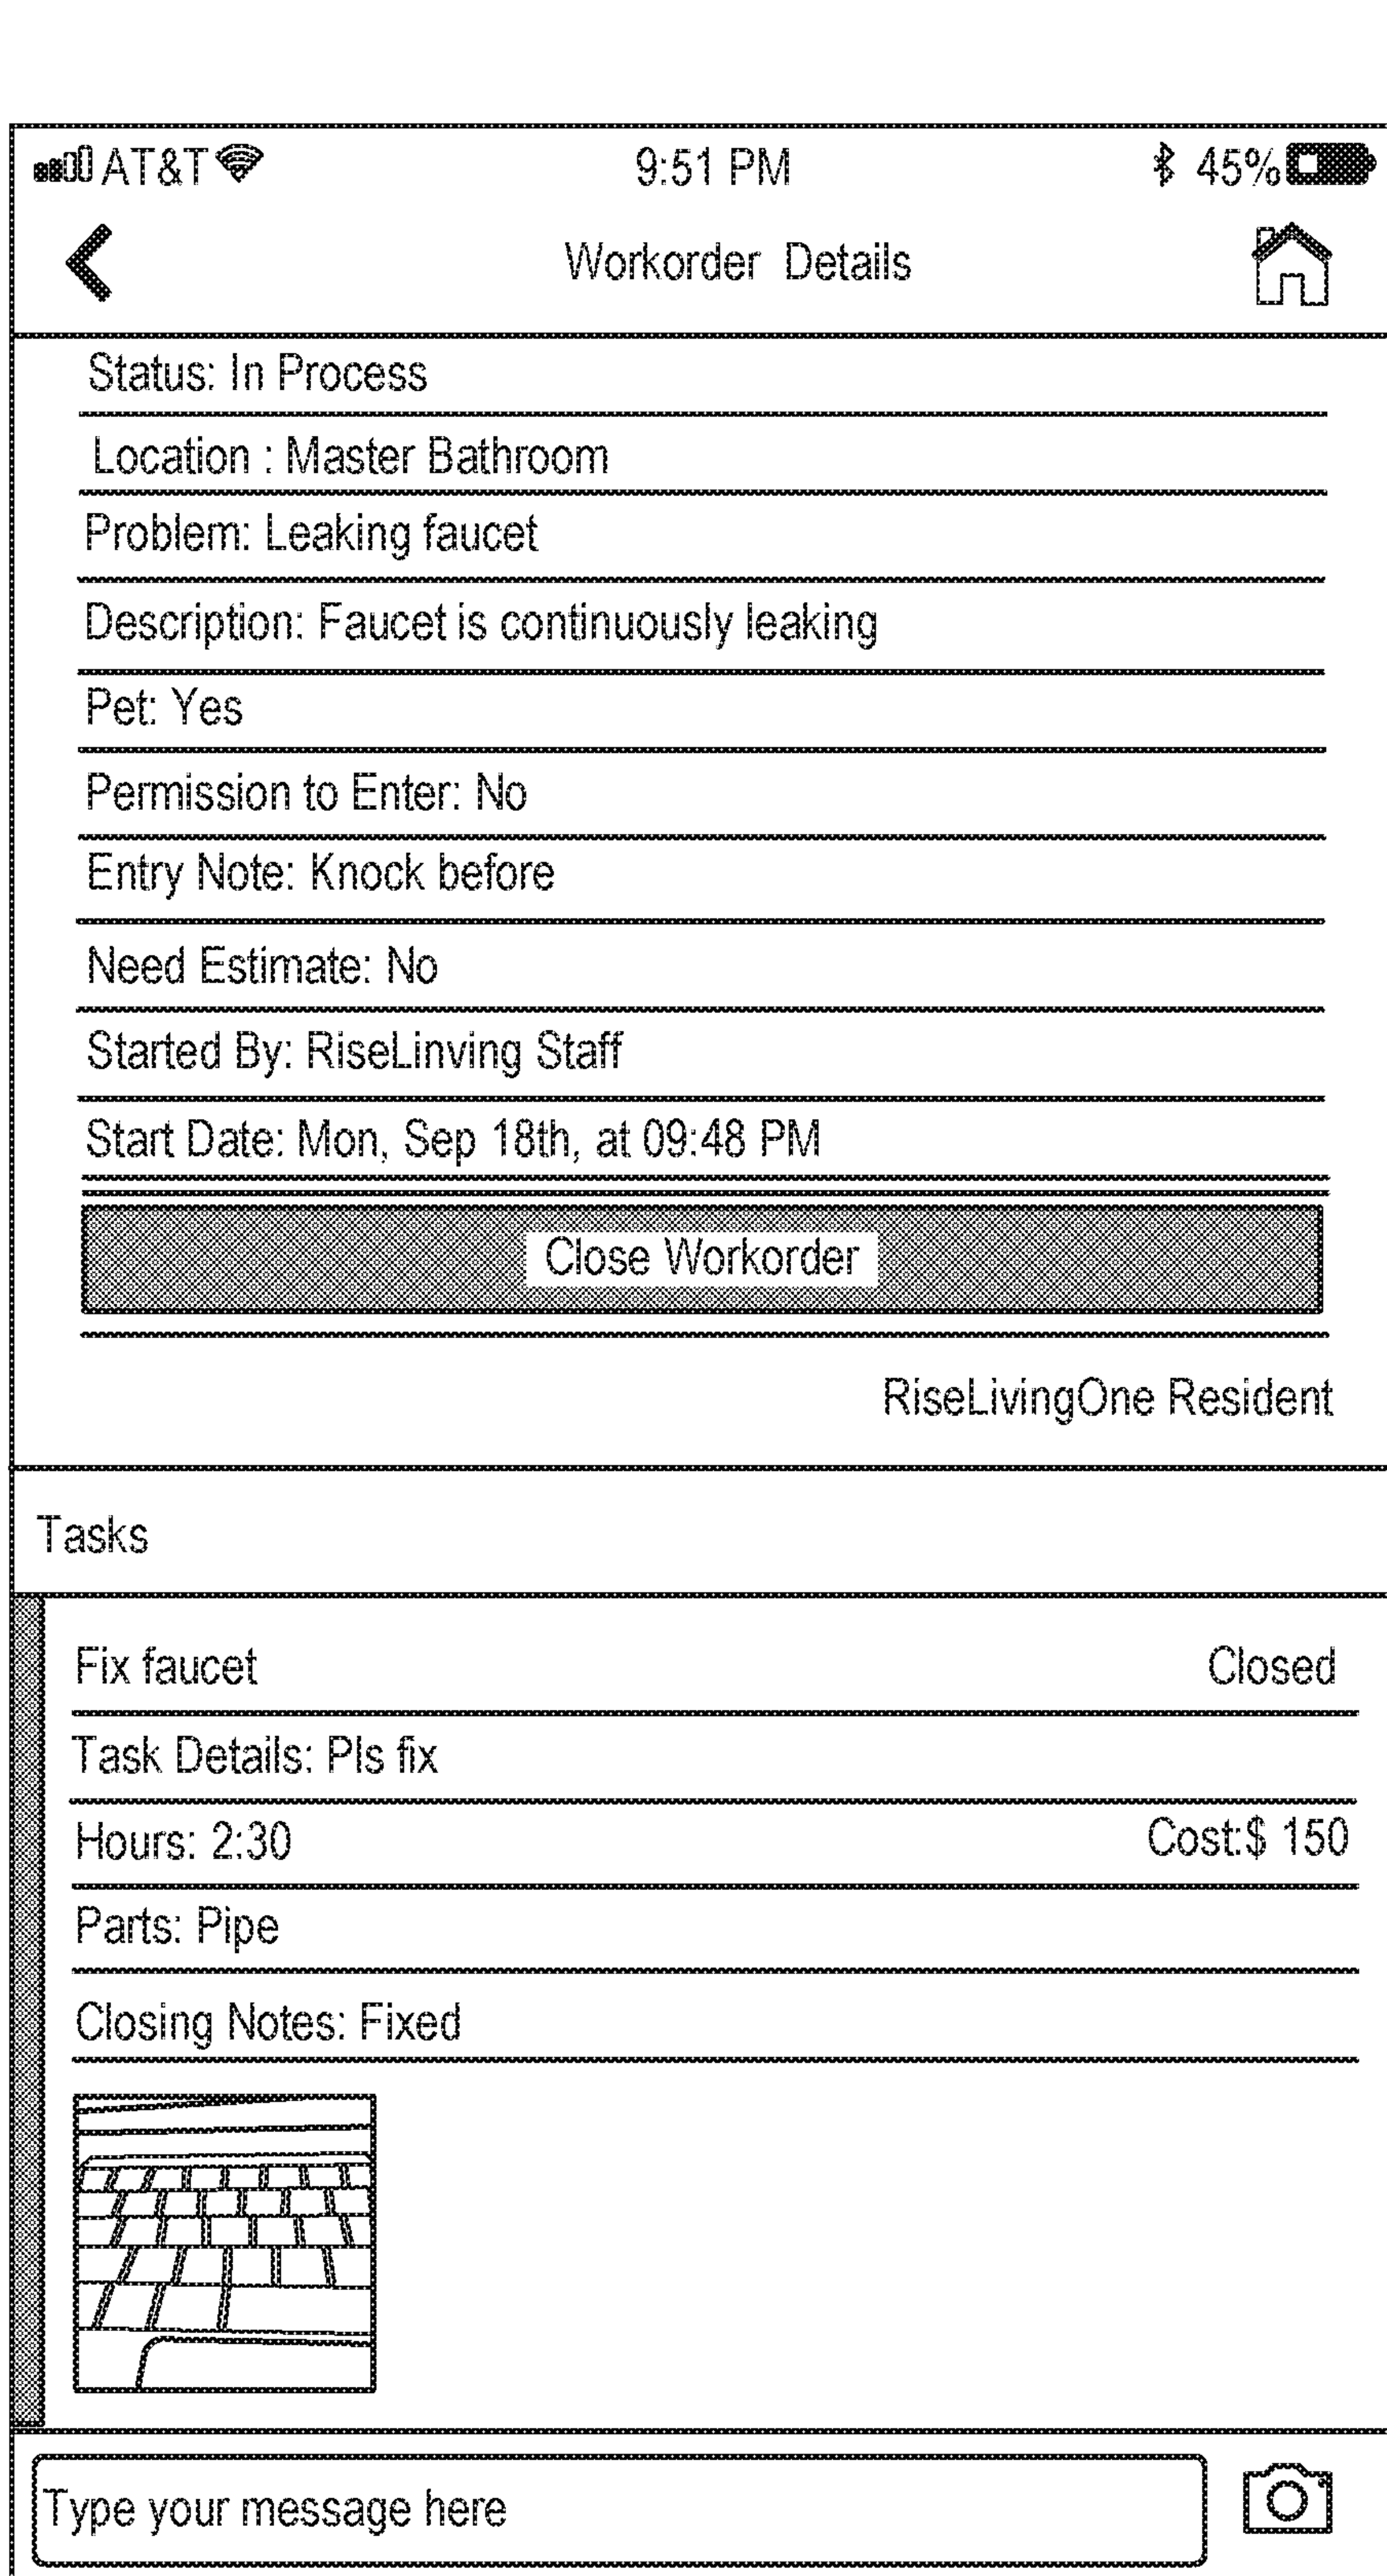 AT&T 9:51 PM 45%
Workorder Details
Status: In Process
Location : Master Bathroom
Problem: Leaking faucet
Description: Faucet is continuously leaking
Pet: Yes
Permission to Enter: No
Entry Note: Knock before
Need Estimate: No
Started By: RiseLinving Staff
Start Date: Mon, Sep 18th, at 09:48 PM
Close Workorder
RiseLivingOne Resident
Tasks
Fix faucet Closed
Task Details: Pls fix
Hours: 2:30 Cost:$ 150
Parts: Pipe
Closing Notes: Fixed
Type your message here